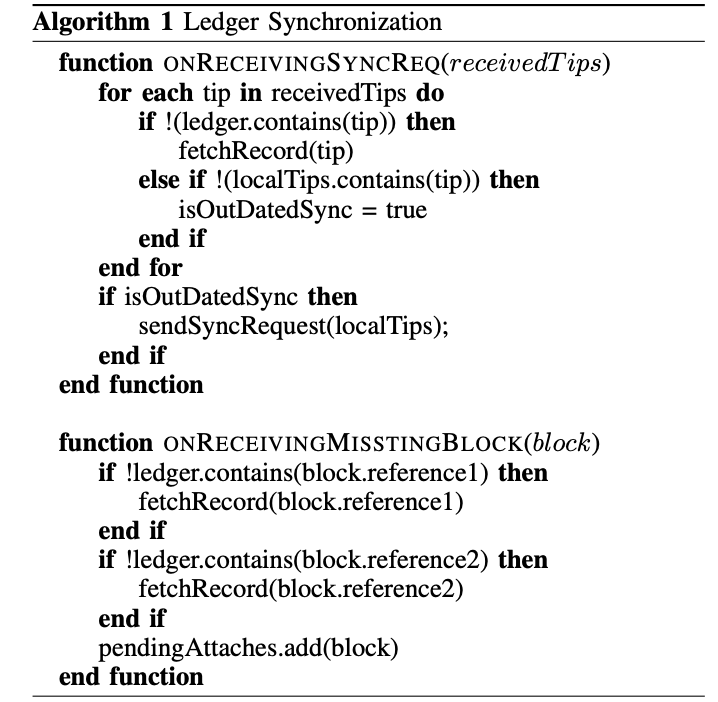 Algorithm 1 Ledger Synchronization
function ONRECEIVINGSYNCREQ(receivedTips)
for each tip in receivedTips do
if !(ledger.contains(tip)) then
fetchRecord(tip)
else if !(localTips.contains(tip)) then
isOutDatedSync = true
end if
end for
if isOutDatedSync then
sendSyncRequest(localTips);
end if
end function
function ONRECEIVINGMISSTINGBLOCK(block)
if !ledger.contains(block.reference1) then
fetchRecord(block.reference1)
end if
if !ledger.contains(block.reference2) then
fetchRecord(block.reference2)
end if
pendingAttaches.add(block)
end function